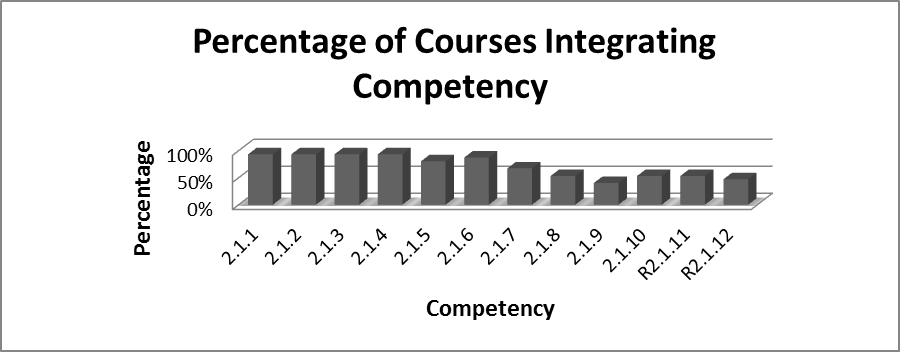 Percentage of Courses Integrating
Competency
Percentage
100%
50%
0%
2.1.1
2.1.2
2.1.3
2.1.4
2.1.5
2.1.6
2.1.7
2.1.8
2.1.9
2.1.10
R2.1.11
R2.1.12
Competency